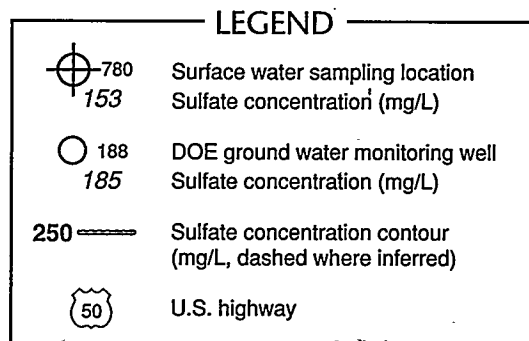 LEGEND
780 Surface water sampling location
153 Sulfate concentration (mg/L)
188 DOE ground water monitoring well
185 Sulfate concentration (mg/L)
250 Sulfate concentration contour
(mg/L, dashed where inferred)
50 U.S. highway